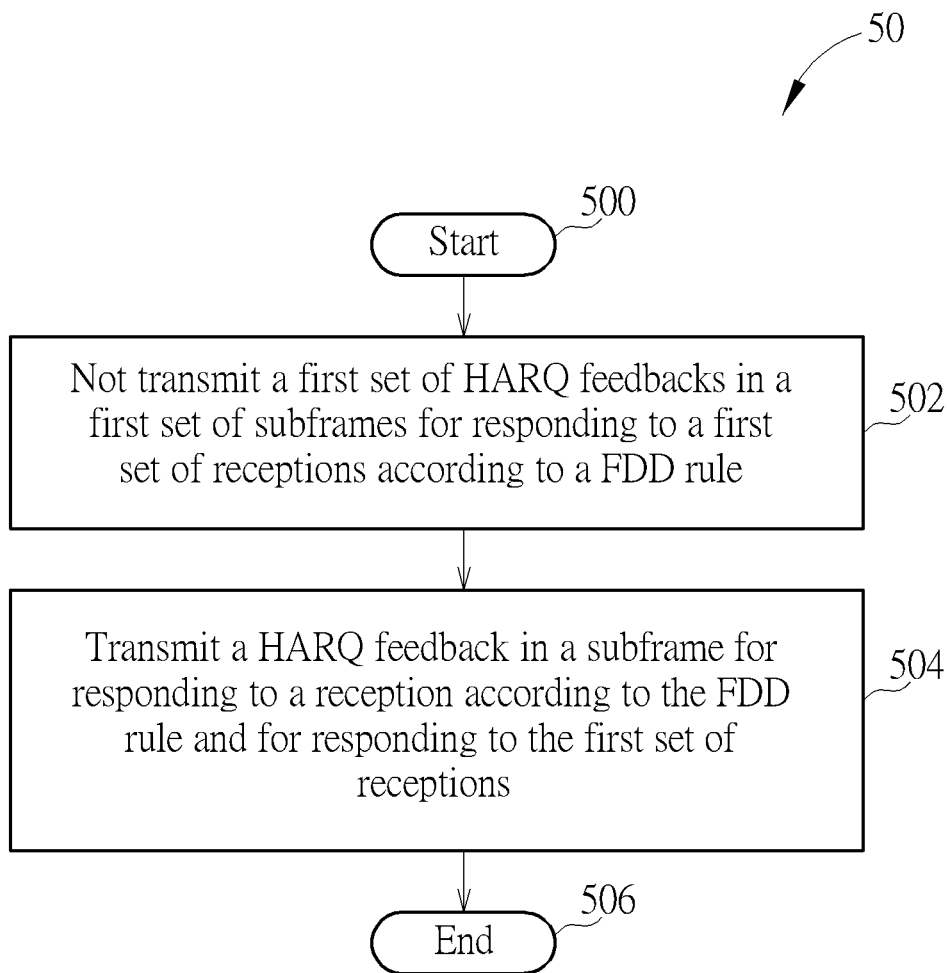 50
500
Start
Not transmit a first set of HARQ feedbacks in a
first set of subframes for responding to a first
set of receptions according to a FDD rule
502
Transmit a HARQ feedback in a subframe for
responding to a reception according to the FDD
rule and for responding to the first set of
receptions
504
506
End